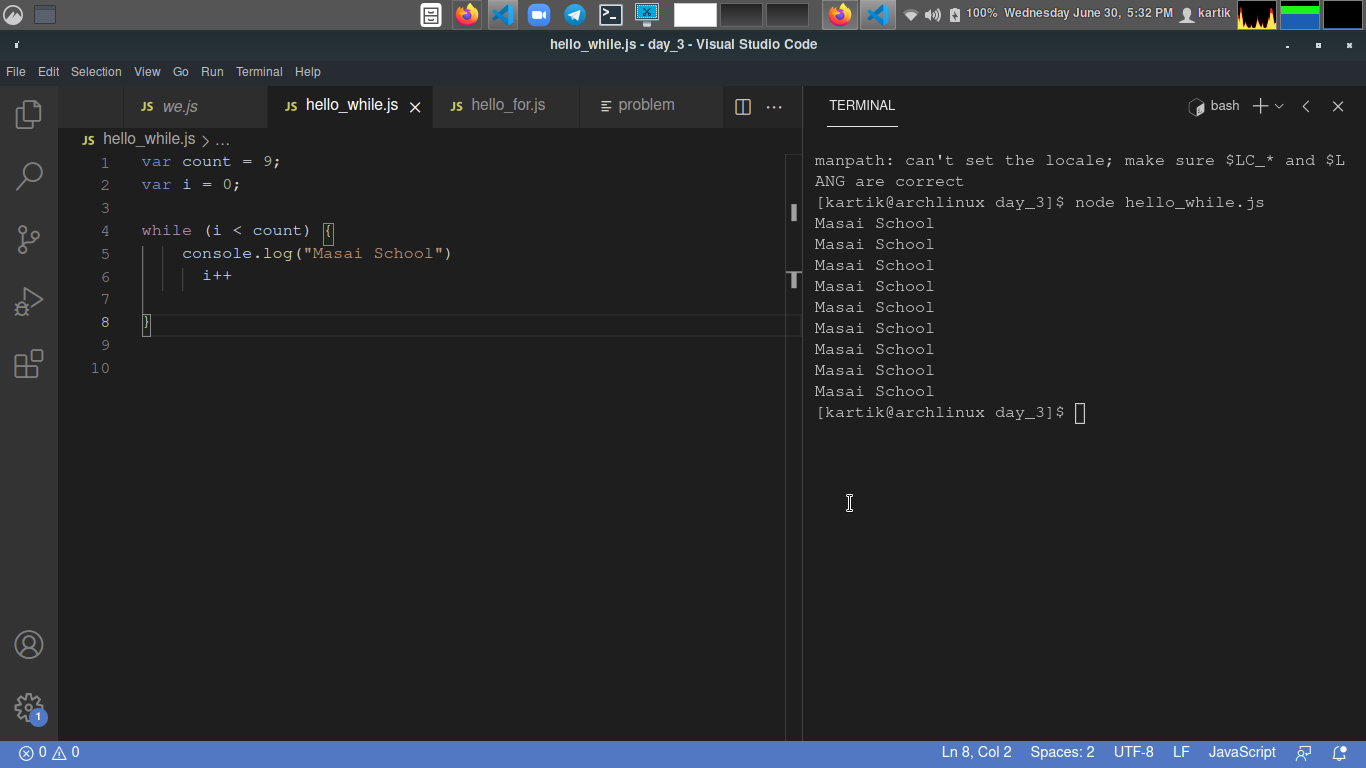 100% Wednesday June 30, 5:32 PM kartik
hello_while.js - day_3 - Visual Studio Code
File Edit Selection View Go Run Terminal Help
JS we.js JS hello_while.js JS hello_for.js problem
JS hello_while.js > ...
1 var count = 9;
2 var i = 0;
3
4 while (i < count) {
5 console.log("Masai School")
6 i++
7
8 }
9
10
TERMINAL bash
manpath: can't set the locale; make sure $LC_* and $L
ANG are correct
[kartik@archlinux day_3]$ node hello_while.js
Masai School
Masai School
Masai School
Masai School
Masai School
Masai School
Masai School
Masai School
Masai School
[kartik@archlinux day_3]$
1
0 0 Ln 8, Col 2 Spaces: 2 UTF-8 LF JavaScript